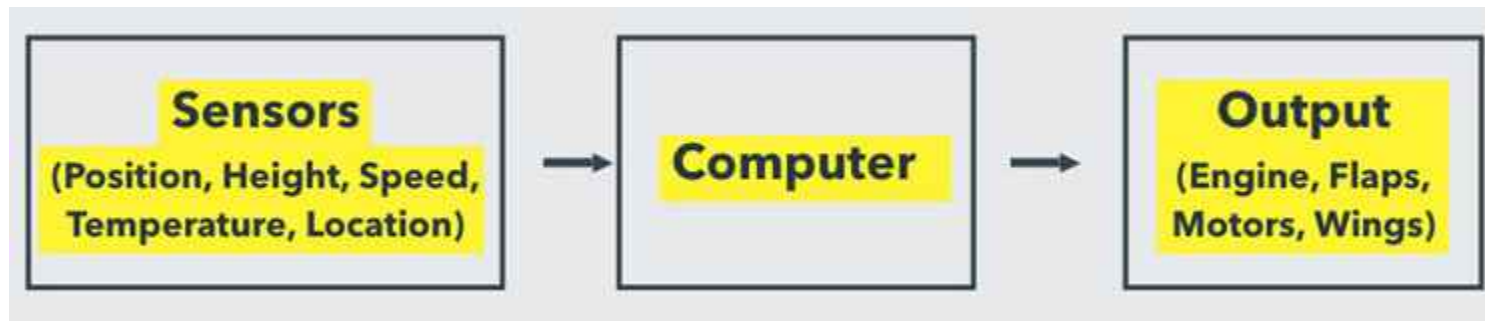 Sensors
(Position, Height, Speed,
Temperature, Location)
Computer
Output
(Engine, Flaps,
Motors, Wings)